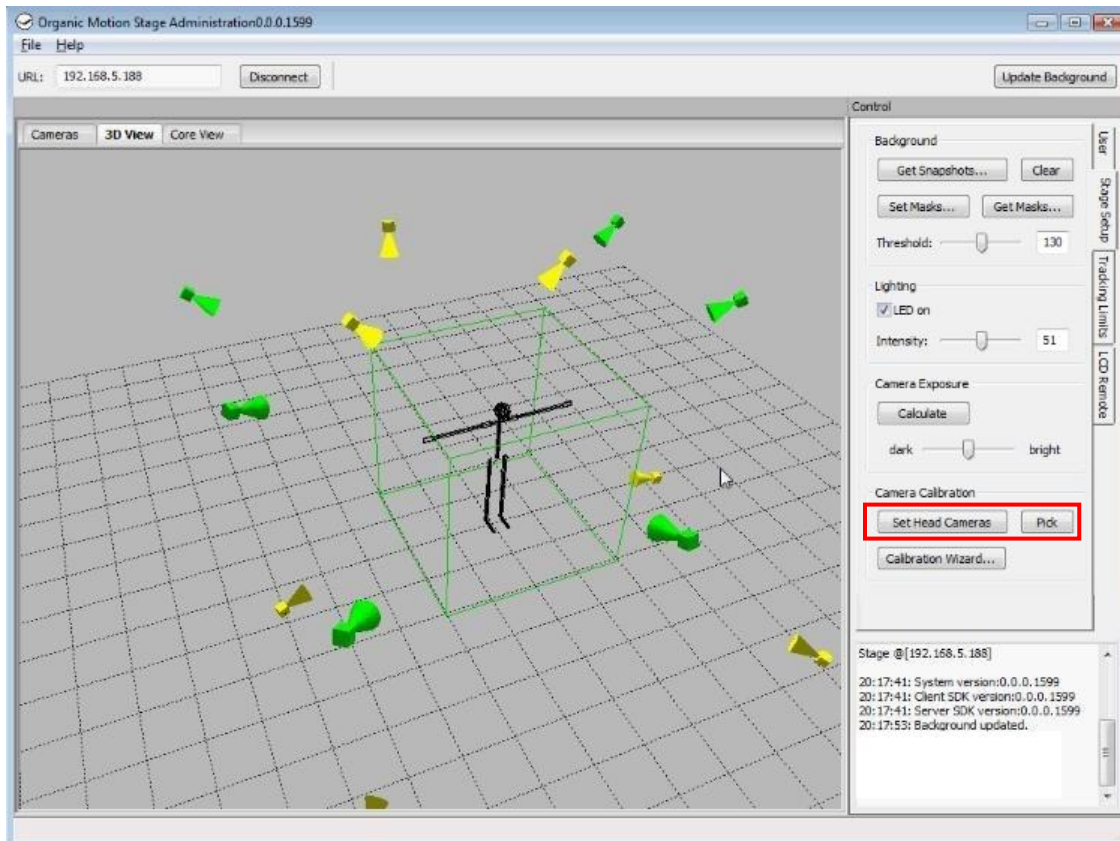 Organic Motion Stage Administration0.0.0.1599
File Help
URL: 192.168.5.188 Disconnect Update Background
Control
Cameras 3D View Core View
Background
Get Snapshots... Clear
Set Masks... Get Masks...
Threshold: 130
Lighting
LED on
Intensity: 51
Camera Exposure
Calculate
dark bright
Camera Calibration
Set Head Cameras Pick
Calibration Wizard...
User
Stage Setup
Tracking Limits
LCD Remote
Stage @[192.168.5.188]
20:17:41: System version:0.0.0.1599
20:17:41: Client SDK version:0.0.0.1599
20:17:41: Server SDK version:0.0.0.1599
20:17:53: Background updated.